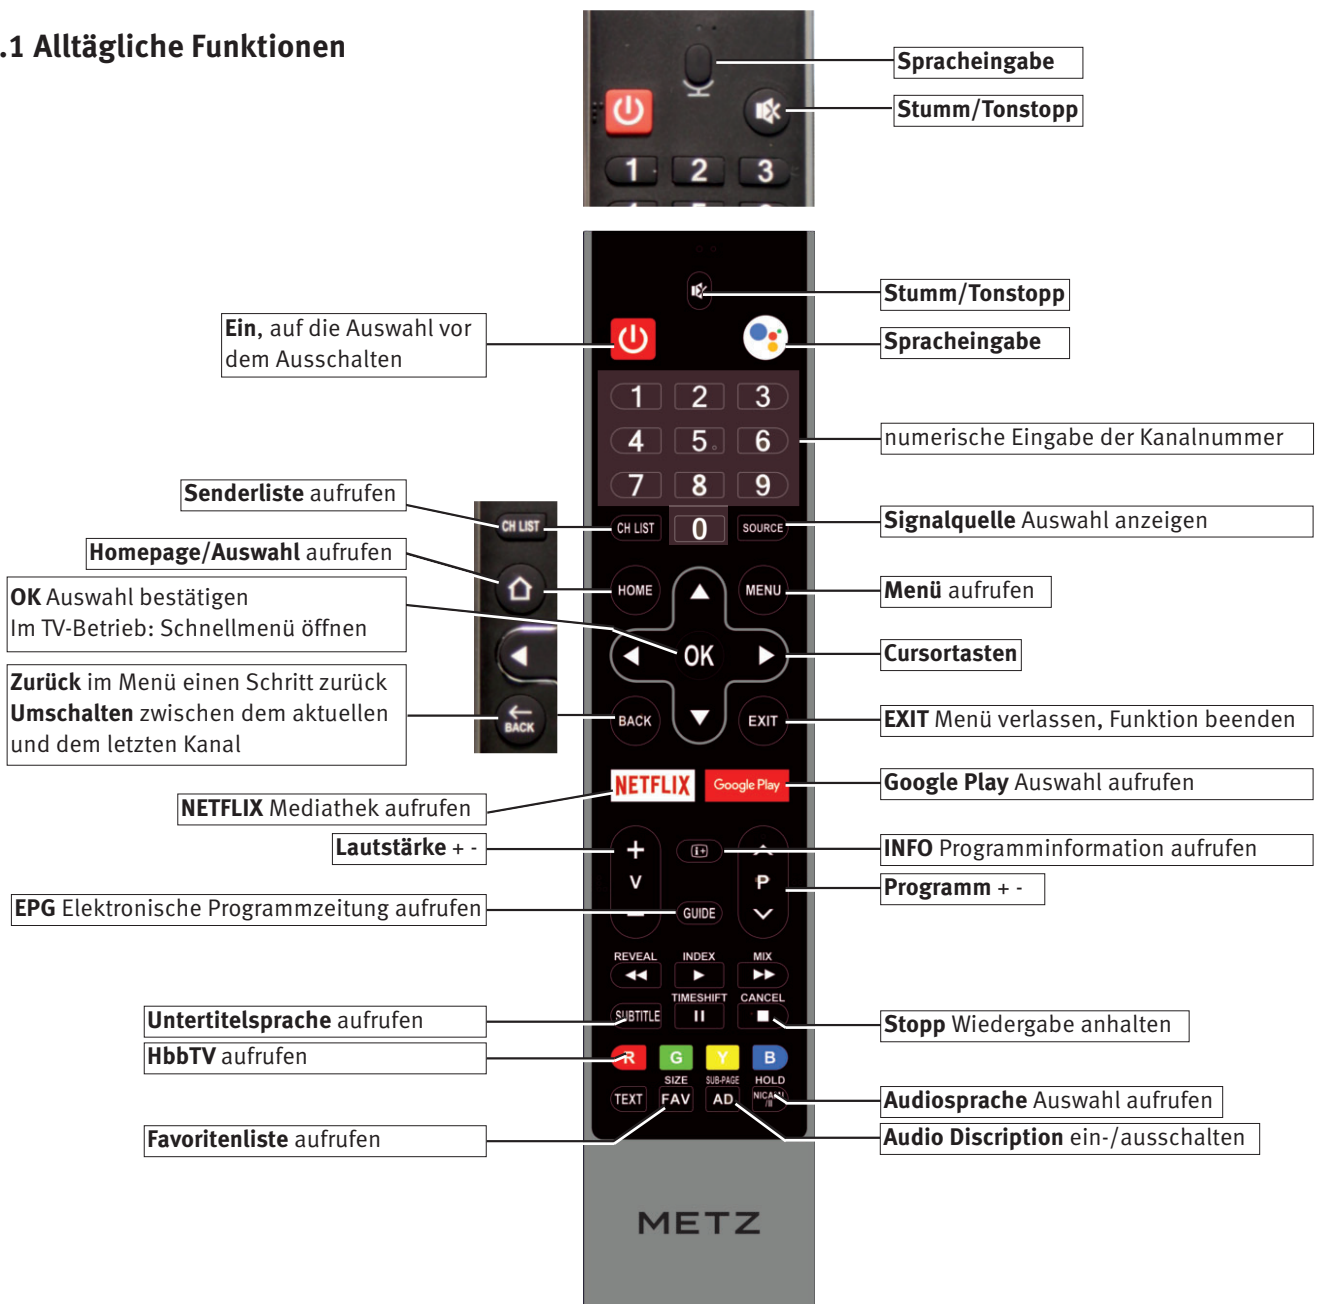 .1 Alltägliche Funktionen
Spracheingabe
Stumm/Tonstopp
1 2 3
Stumm/Tonstopp
Ein, auf die Auswahl vor
dem Ausschalten
Spracheingabe
1 2 3
4 5 6
numerische Eingabe der Kanalnummer
7 8 9
Senderliste aufrufen
CH LIST
CH LIST
0
SOURCE
Signalquelle Auswahl anzeigen
Homepage/Auswahl aufrufen
HOME
MENU
Menü aufrufen
OK Auswahl bestätigen
Im TV-Betrieb: Schnellmenü öffnen
OK
Cursortasten
Zurück im Menü einen Schritt zurück
Umschalten zwischen dem aktuellen
und dem letzten Kanal
BACK
BACK
EXIT
EXIT Menü verlassen, Funktion beenden
NETFLIX
Google Play
Google Play Auswahl aufrufen
NETFLIX Mediathek aufrufen
Lautstärke + -
+
i+
INFO Programminformation aufrufen
V
P
Programm + -
EPG Elektronische Programmzeitung aufrufen
–
GUIDE
REVEAL INDEX MIX
TIMESHIFT CANCEL
Untertitelsprache aufrufen
SUBTITLE
Stopp Wiedergabe anhalten
HbbTV aufrufen
R G Y B
SIZE SUB-PAGE HOLD
TEXT FAV AD NICAM/ /II
Audiosprache Auswahl aufrufen
Favoritenliste aufrufen
Audio Discription ein-/ausschalten
METZ